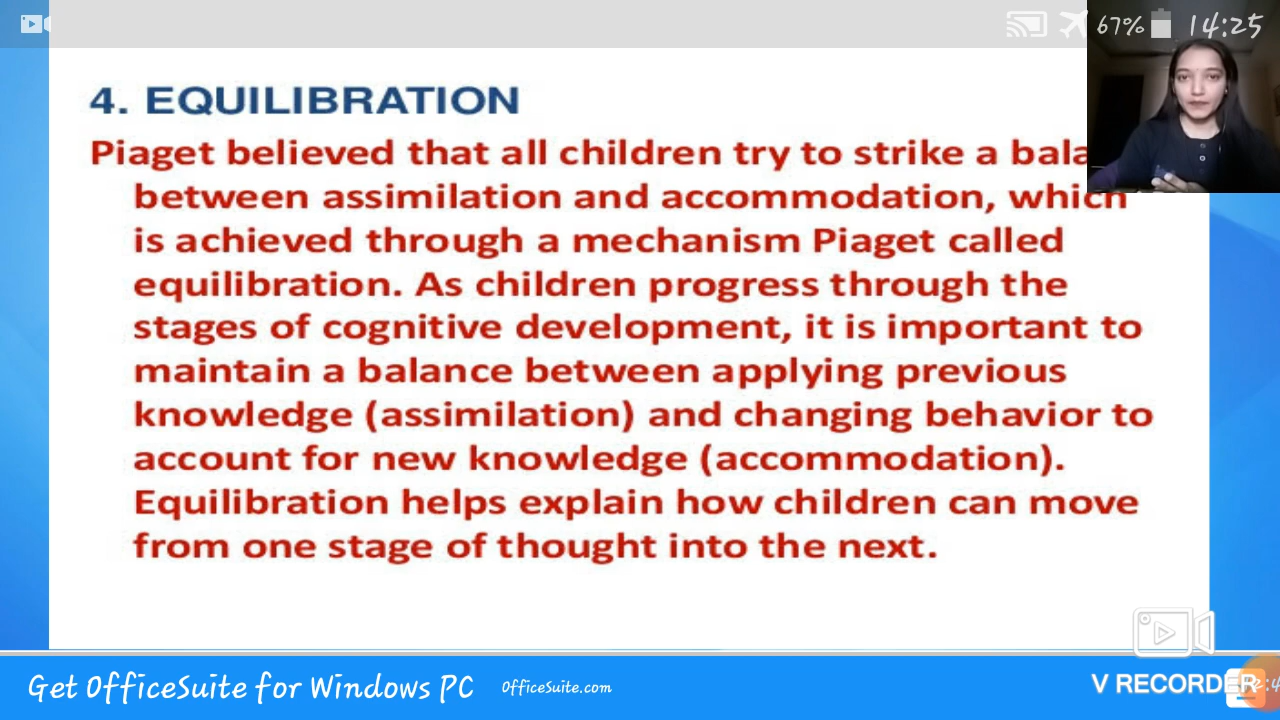 67% 14:25
4. EQUILIBRATION
Piaget believed that all children try to strike a
between assimilation and accommodation, which
is achieved through a mechanism Piaget called
equilibration. As children progress through the
stages of cognitive development, it is important to
maintain a balance between applying previous
knowledge (assimilation) and changing behavior to
account for new knowledge (accommodation).
Equilibration helps explain how children can move
from one stage of thought into the next.
Get OfficeSuite for Windows PC OfficeSuite.com
V RECORDER